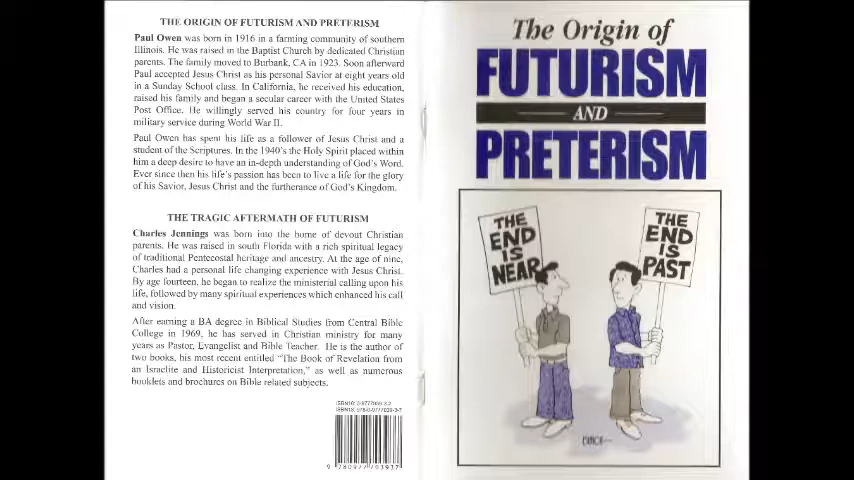 THE ORIGIN OF FUTURISM AND PRETERISM
Paul Owen was born in 1916 in a farming community of southern
Illinois. He was raised in the Baptist Church by dedicated Christian
parents. The family moved to Burbank, CA in 1923. Soon afterward
Paul accepted Jesus Christ as his personal Savior at eight years old
in a Sunday School class. In California, he received his education,
raised his family and began a secular career with the United States
Post Office. He willingly served his country for four years in
military service during World War II.
Paul Owen has spent his life as a follower of Jesus Christ and a
student of the Scriptures. In the 1940's the Holy Spirit placed within
him a deep desire to have an in-depth understanding of God's Word.
Ever since then his life's passion has been to live a life for the glory
of his Savior, Jesus Christ and the furtherance of God's Kingdom.
THE TRAGIC AFTERMATH OF FUTURISM
Charles Jennings was born into the home of devout Christian
parents. He was raised in south Florida with a rich spiritual legacy
of traditional Pentecostal heritage and ancestry. At the age of nine,
Charles had a personal life changing experience with Jesus Christ.
By age fourteen, he began to realize the ministerial calling upon his
life, followed by many spiritual experiences which enhanced his call
and vision.
After earning a BA degree in Biblical Studies from Central Bible
College in 1969, he has served in Christian ministry for many
years as Pastor, Evangelist and Bible Teacher. He is the author of
two books, his most recent entitled “The Book of Revelation from
an Israelite and Historicist Interpretation,” as well as numerous
booklets and brochures on Bible related subjects.
The Origin of
FUTURISM
AND
PRETERISM
THE
END
IS
NEAR
THE
END
IS
PAST